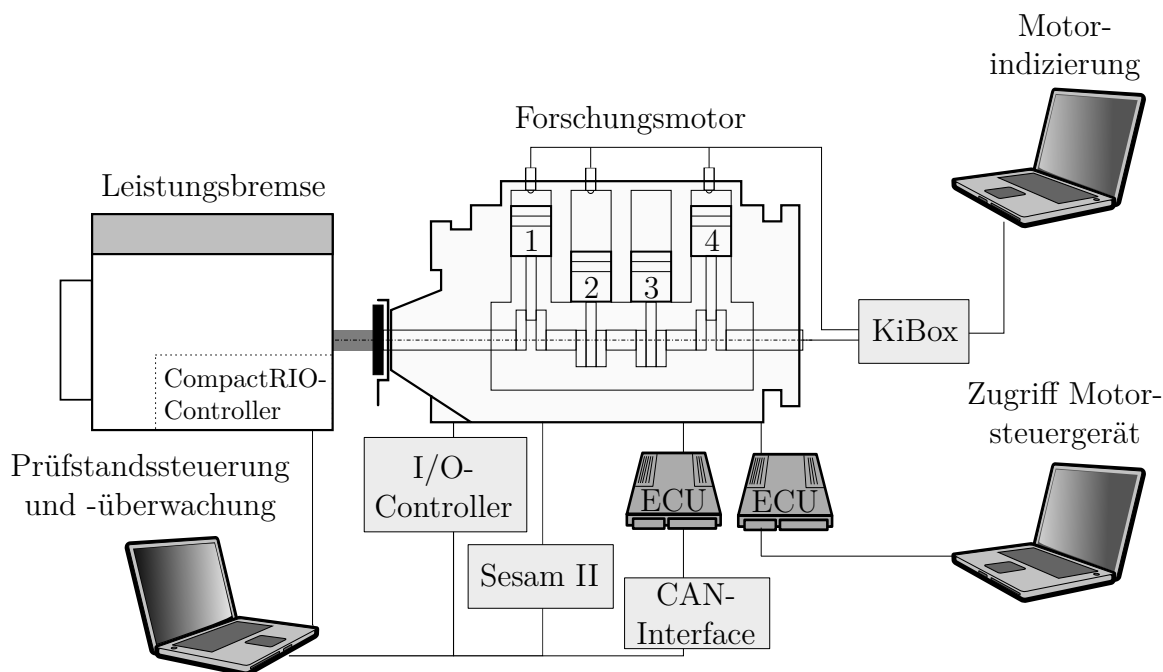 Motor-
indizierung
Forschungsmotor
Leistungsbremse
1
4
2
3
KiBox
CompactRIO-
Controller
Zugriff Motor-
steuergerät
Prüfstandssteuerung
und -überwachung
I/O-
Controller
ECU
ECU
Sesam II
CAN-
Interface